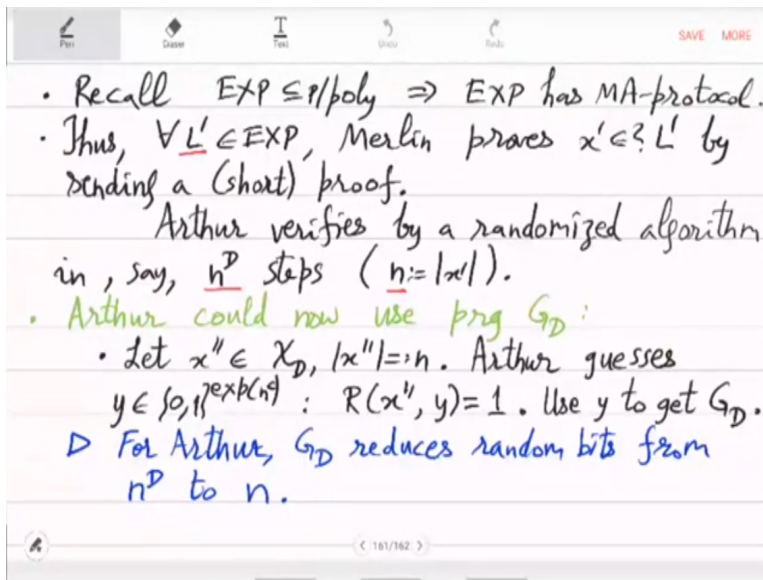 Pen Eraser Text Undo Redo SAVE MORE
• Recall EXP ⊆ P/poly ⇒ EXP has MA-protocol.
• Thus, ∀ L' ∈ EXP, Merlin proves x' ∈? L' by
sending a (short) proof.
Arthur verifies by a randomized algorithm
in, say, n^D steps ( n := |x'| ).
• Arthur could now use prg G_D :
• Let x'' ∈ X_D, |x''| =: n. Arthur guesses
y ∈ {0,1}^exp(n^c) : R(x'', y) = 1. Use y to get G_D.
▷ For Arthur, G_D reduces random bits from
n^D to n.
< 161/162 >